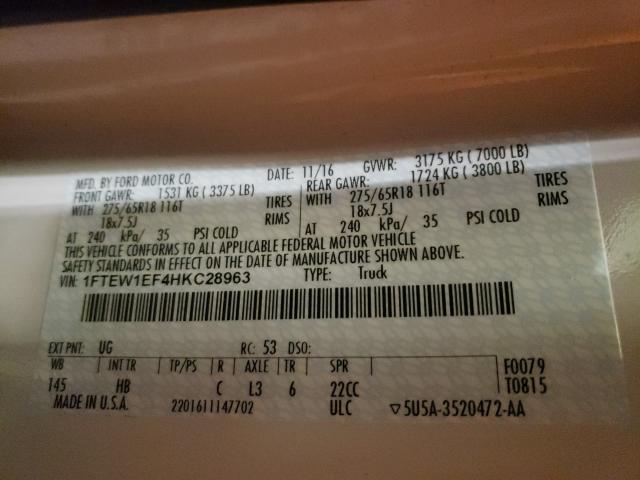 MFD. BY FORD MOTOR CO. DATE: 11/16 GVWR: 3175 KG ( 7000 LB)
FRONT GAWR: 1531 KG ( 3375 LB) REAR GAWR: 1724 KG ( 3800 LB)
WITH 275/65R18 116T TIRES WITH 275/65R18 116T TIRES
18x7.5J RIMS 18x7.5J RIMS
AT 240 kPa/ 35 PSI COLD AT 240 kPa/ 35 PSI COLD
THIS VEHICLE CONFORMS TO ALL APPLICABLE FEDERAL MOTOR VEHICLE
SAFETY STANDARDS IN EFFECT ON THE DATE OF MANUFACTURE SHOWN ABOVE.
VIN: 1FTEW1EF4HKC28963 TYPE: Truck
EXT PNT: UG RC: 53 DSO:
WB INT TR TP/PS R AXLE TR SPR F0079
145 HB C L3 6 22CC T0815
MADE IN U.S.A. 2201611147702 ULC ▽5U5A-3520472-AA